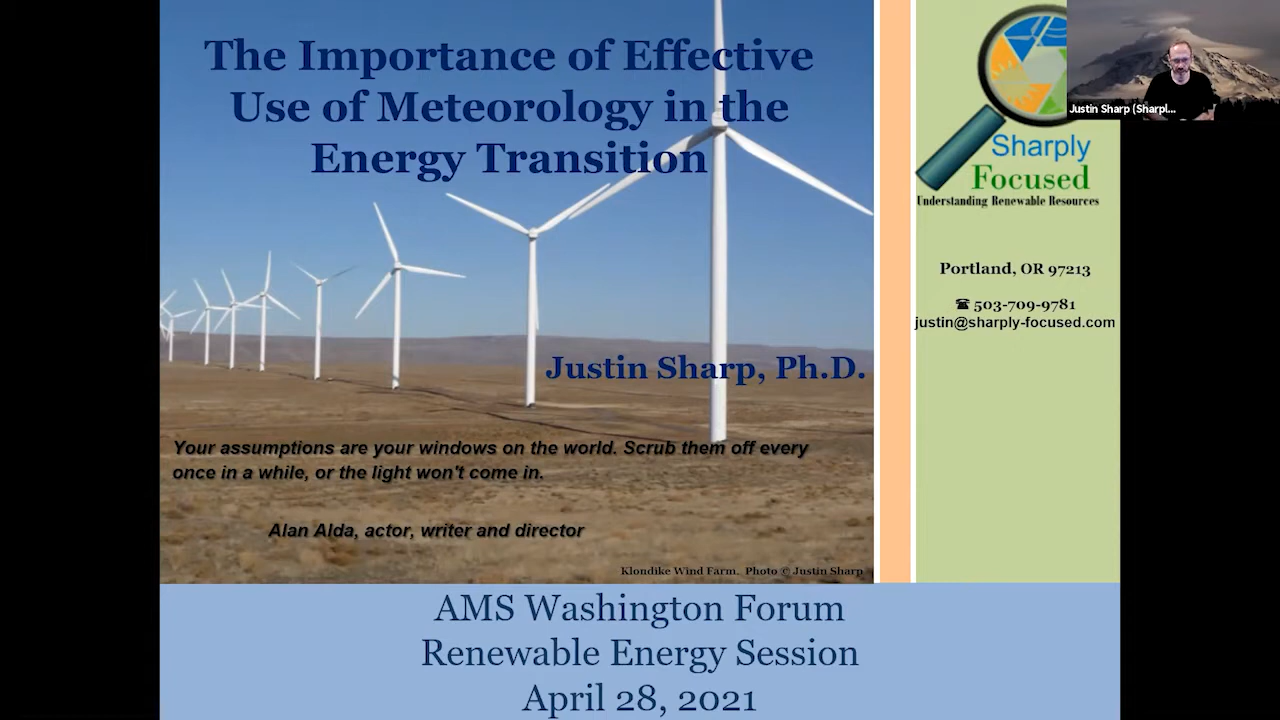 The Importance of Effective
Use of Meteorology in the
Energy Transition
Justin Sharp, Ph.D.
Your assumptions are your windows on the world. Scrub them off every
once in a while, or the light won't come in.
Alan Alda, actor, writer and director
Klondike Wind Farm. Photo © Justin Sharp
Sharply
Focused
Understanding Renewable Resources
Portland, OR 97213
☎ 503-709-9781
justin@sharply-focused.com
Justin Sharp (Sharpl...
AMS Washington Forum
Renewable Energy Session
April 28, 2021